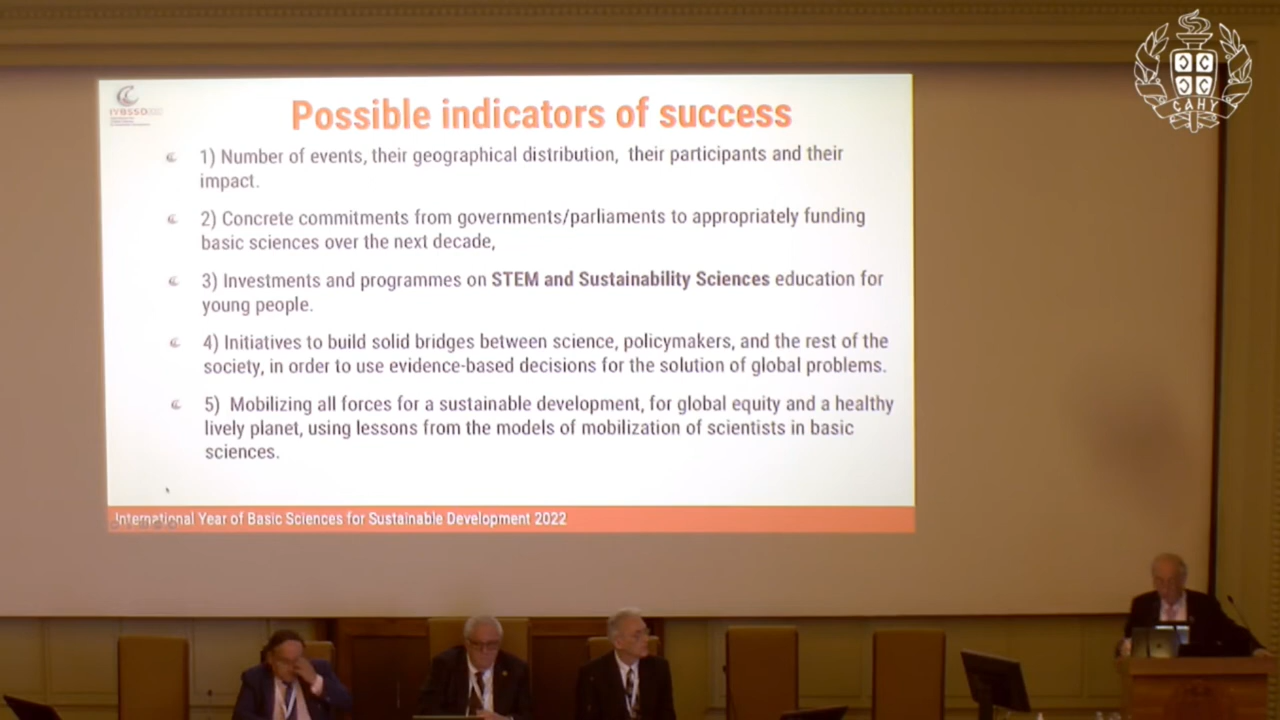 IYBSSD
Possible indicators of success
1) Number of events, their geographical distribution, their participants and their
impact.
2) Concrete commitments from governments/parliaments to appropriately funding
basic sciences over the next decade,
3) Investments and programmes on STEM and Sustainability Sciences education for
young people.
4) Initiatives to build solid bridges between science, policymakers, and the rest of the
society, in order to use evidence-based decisions for the solution of global problems.
5) Mobilizing all forces for a sustainable development, for global equity and a healthy
lively planet, using lessons from the models of mobilization of scientists in basic
sciences.
International Year of Basic Sciences for Sustainable Development 2022
САНУ